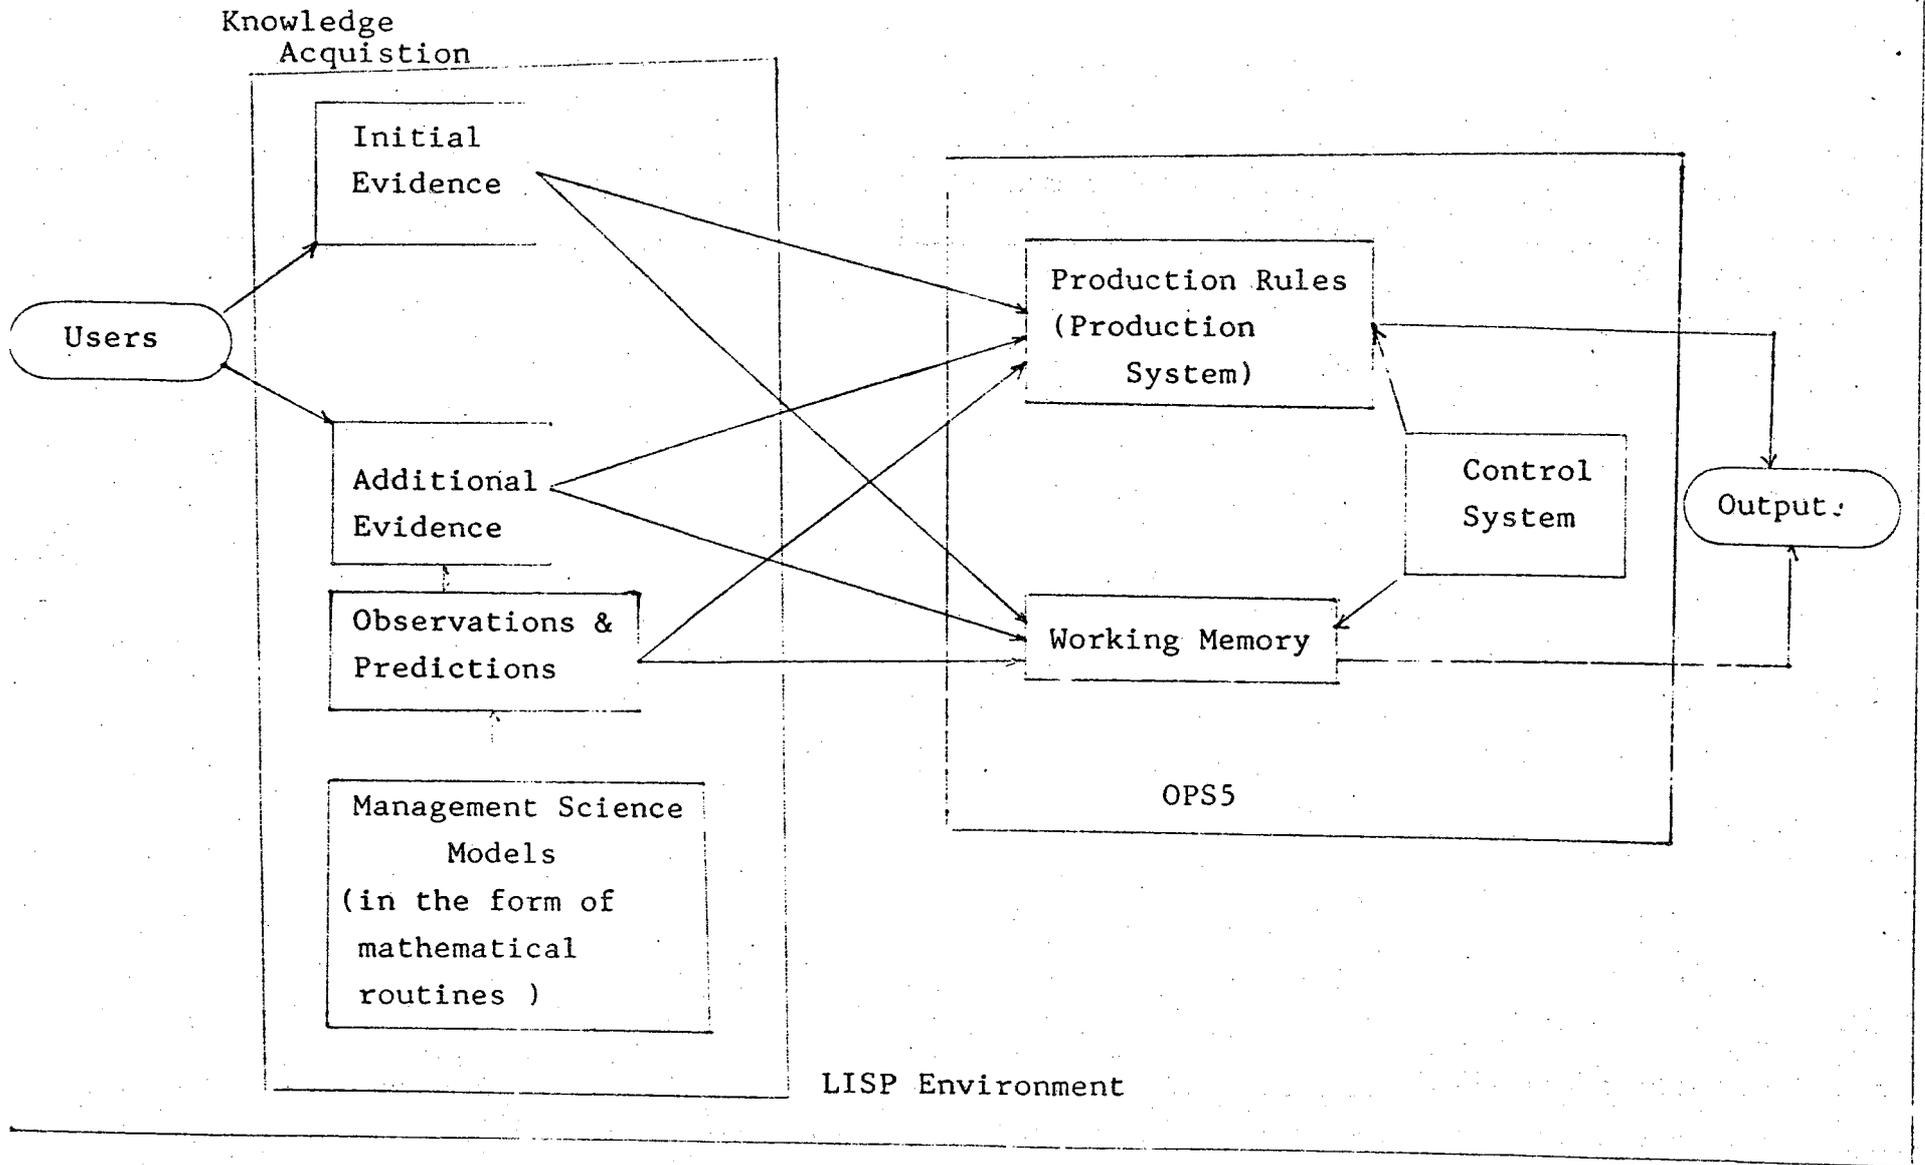 Knowledge
Acquistion
Initial
Evidence
Users
Additional
Evidence
Observations &
Predictions
Management Science
Models
(in the form of
mathematical
routines )
Production Rules
(Production
System)
Control
System
Working Memory
OPS5
Output.
LISP Environment